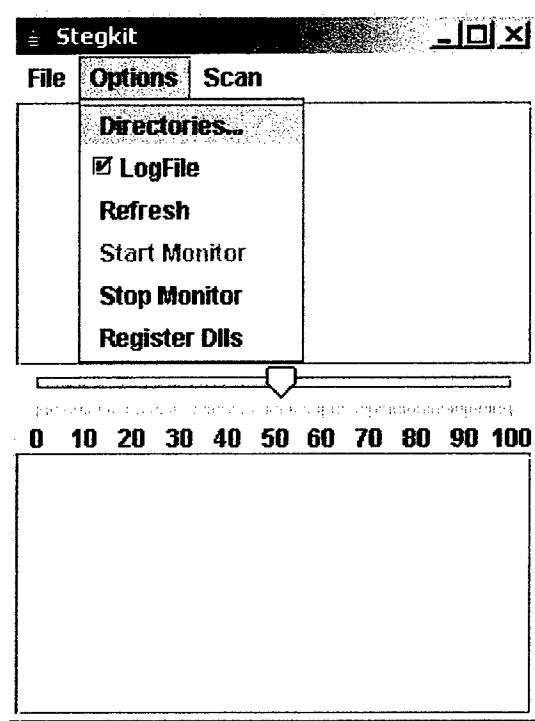 Stegkit
File Options Scan
Directories...
LogFile
Refresh
Start Monitor
Stop Monitor
Register Dlls
0 10 20 30 40 50 60 70 80 90 100